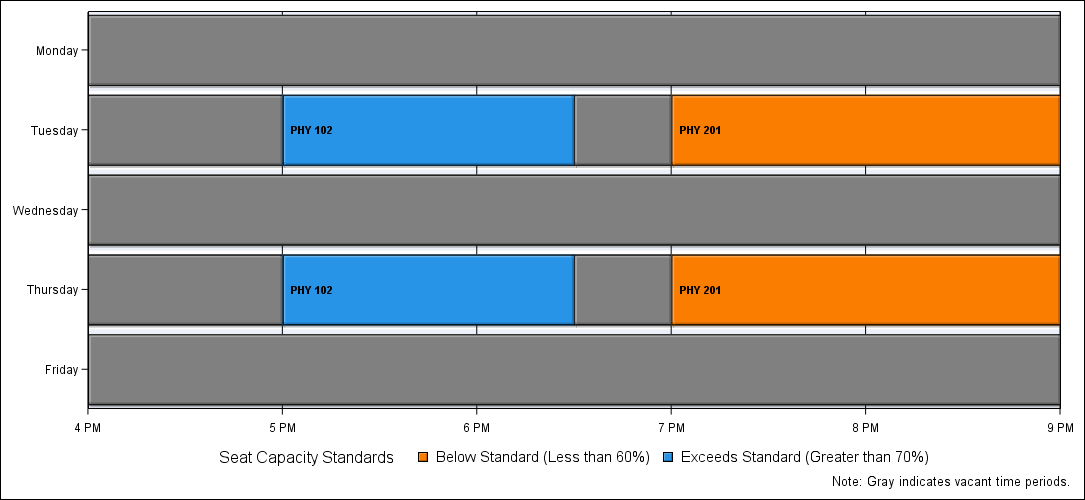 Monday
Tuesday
PHY 102
PHY 201
Wednesday
Thursday
PHY 102
PHY 201
Friday
4 PM 5 PM 6 PM 7 PM 8 PM 9 PM
Seat Capacity Standards Below Standard (Less than 60%) Exceeds Standard (Greater than 70%)
Note: Gray indicates vacant time periods.